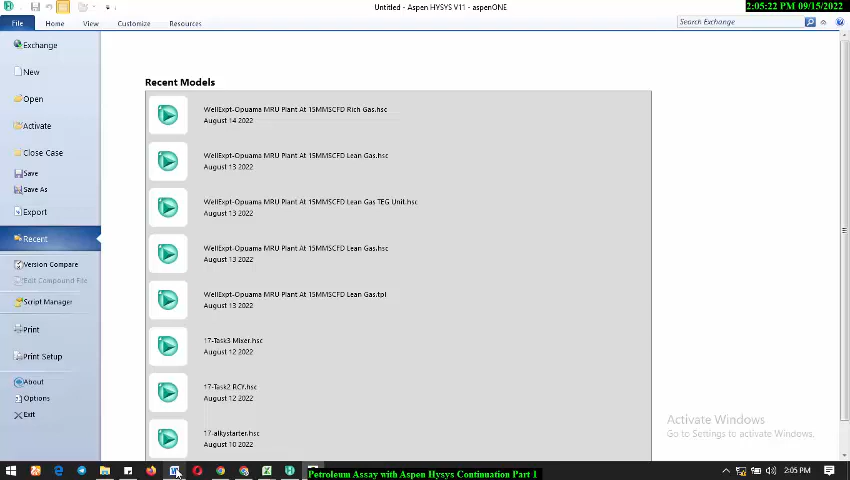 Untitled - Aspen HYSYS V11 - aspenONE
2:05:22 PM 09/15/2022
File
Home
View
Customize
Resources
Search Exchange
Exchange
New
Open
Activate
Close Case
Save
Save As
Export
Recent
Version Compare
Edit Compound File
Script Manager
Print
Print Setup
About
Options
Exit
Recent Models
WellExpt-Opuama MRU Plant At 15MMSCFD Rich Gas.hsc
August 14 2022
WellExpt-Opuama MRU Plant At 15MMSCFD Lean Gas.hsc
August 13 2022
WellExpt-Opuama MRU Plant At 15MMSCFD Lean Gas TEG Unit.hsc
August 13 2022
WellExpt-Opuama MRU Plant At 15MMSCFD Lean Gas.hsc
August 13 2022
WellExpt-Opuama MRU Plant At 15MMSCFD Lean Gas.tpl
August 13 2022
17-Task3 Mixer.hsc
August 12 2022
17-Task2 RCY.hsc
August 12 2022
17-alkystarter.hsc
August 10 2022
Activate Windows
Go to Settings to activate Windows.
Petroleum Assay with Aspen Hysys Continuation Part 1
2:05 PM